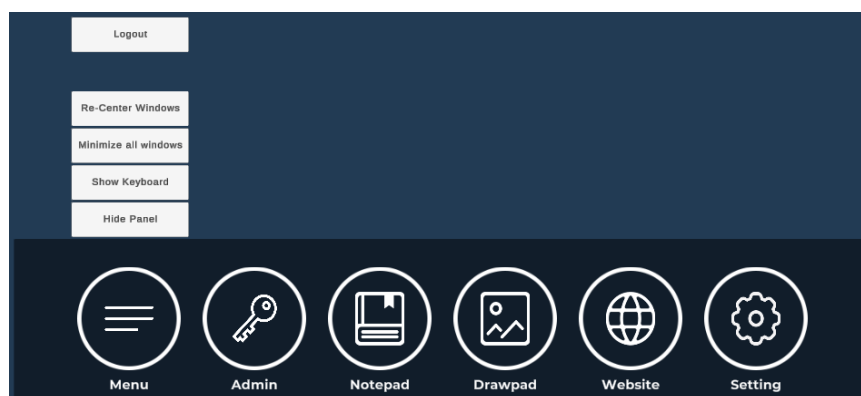 Logout
Re-Center Windows
Minimize all windows
Show Keyboard
Hide Panel
Menu Admin Notepad Drawpad Website Setting